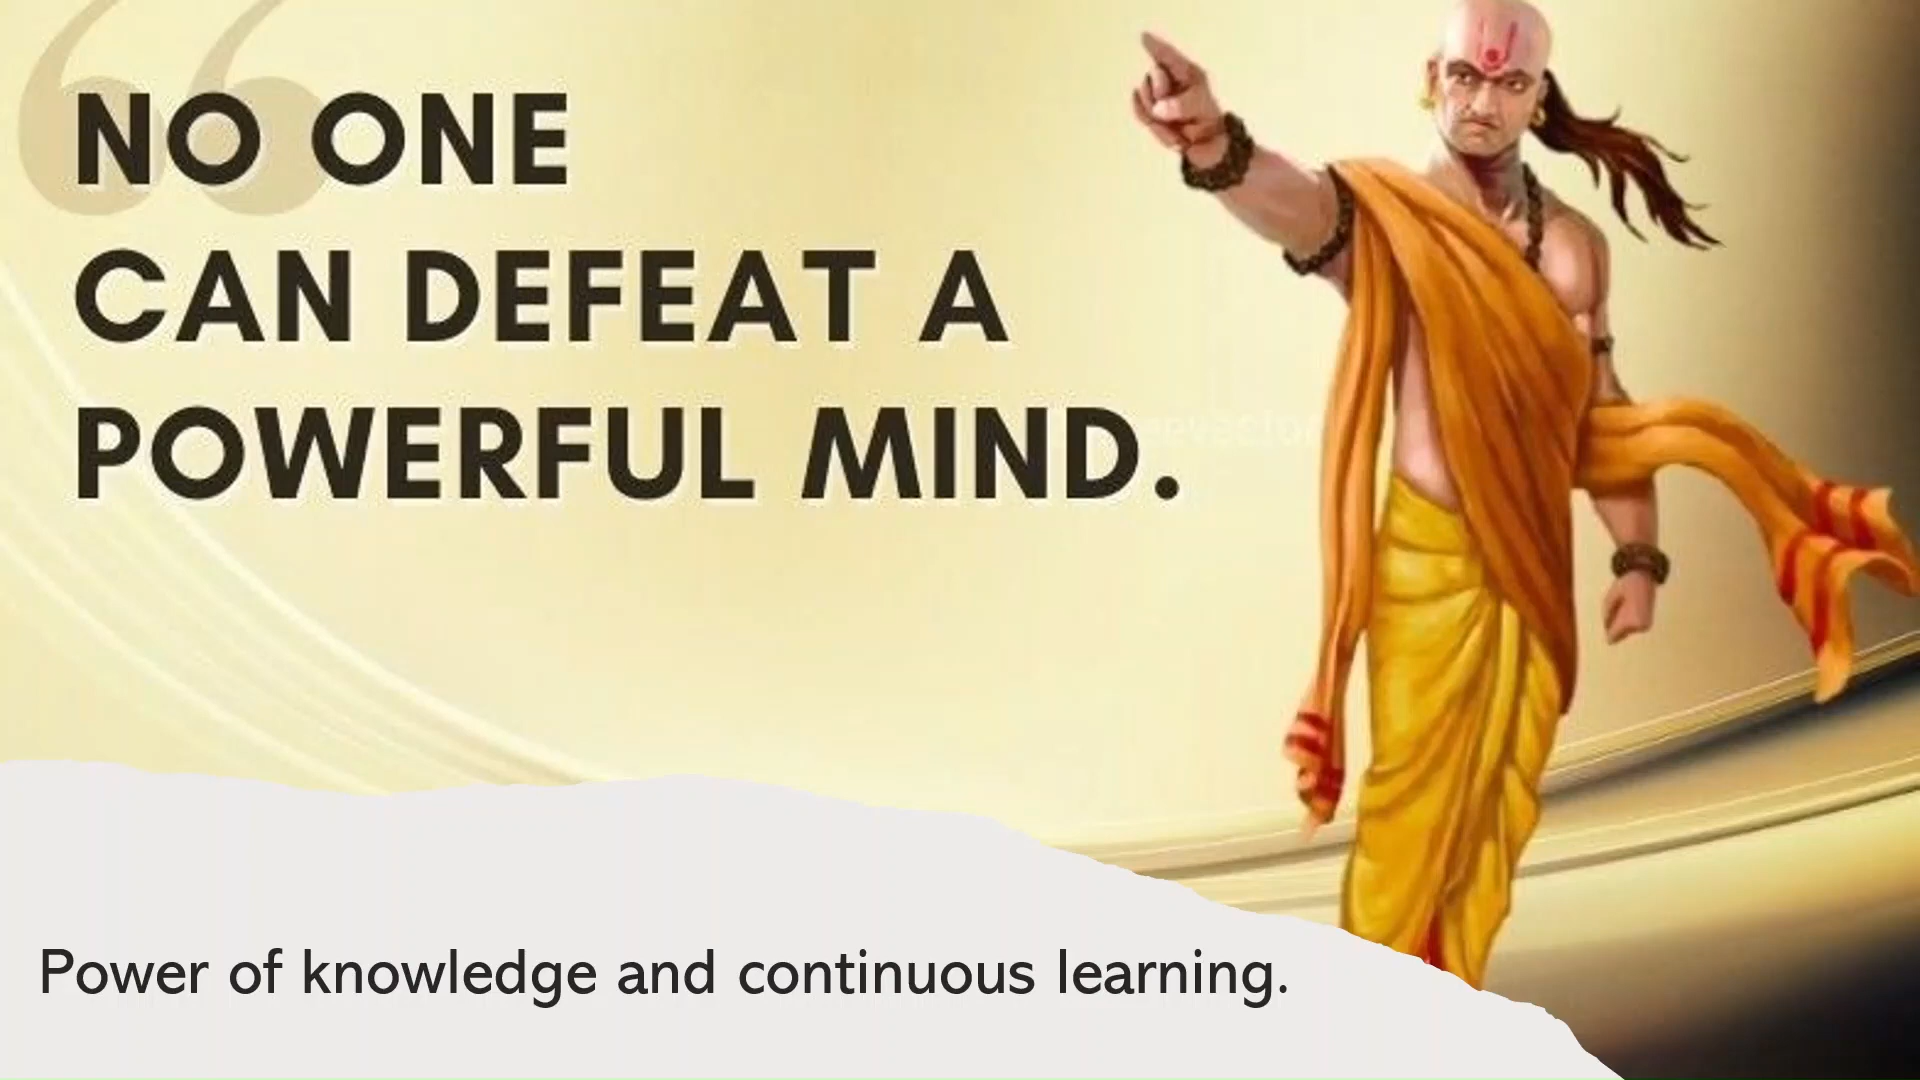 NO ONE
CAN DEFEAT A
POWERFUL MIND.
Power of knowledge and continuous learning.